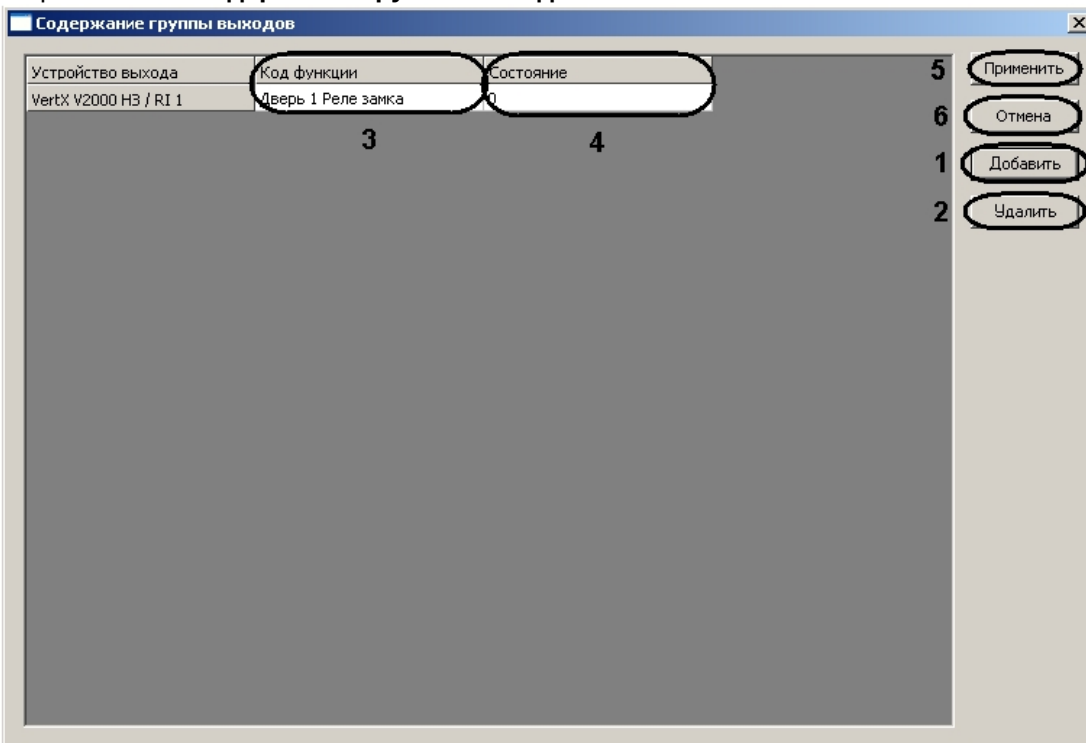 Содержание группы выходов
Устройство выхода Код функции Состояние 5 Применить
VertX V2000 H3 / RI 1 Дверь 1 Реле замка 0
6 Отмена
3 4 1 Добавить
2 Удалить